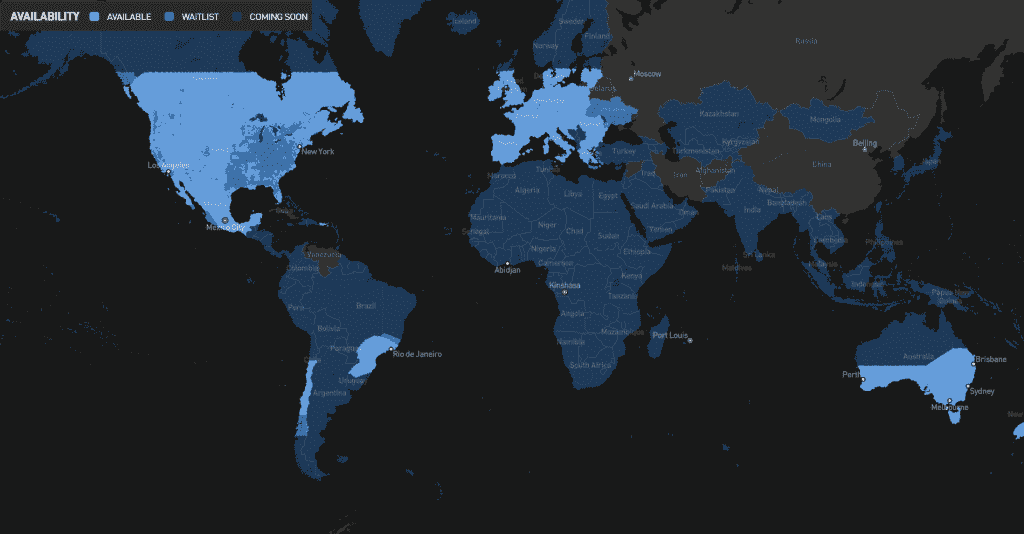 AVAILABILITY AVAILABLE WAITLIST COMING SOON
Iceland
Sweden
Finland
Norway
Russia
Moscow
Belarus
Kazakhstan
Mongolia
New York
Los Angeles
Turkey
Turkmenistan
Kyrgyzstan
Beijing
Japan
China
Tunisia
Morocco
Iraq
Iran
Afghanistan
Algeria
Libya
Egypt
Pakistan
Nepal
Bangladesh
Cuba
Mexico City
Mauritania
Saudi Arabia
Oman
India
Laos
Niger
Chad
Sudan
Yemen
Senegal
Cambodia
Philippines
Venezuela
Nigeria
Ethiopia
Sri Lanka
Colombia
Abidjan
Cameroon
Maldives
Malaysia
Kenya
Kinshasa
Indonesia
Papua New
Guinea
Peru
Brazil
Tanzania
Angola
Bolivia
Mozambique
Port Louis
Paraguay
Rio de Janeiro
Namibia
Australia
Brisbane
Chile
South Africa
Perth
Uruguay
Argentina
Sydney
Melbourne
New